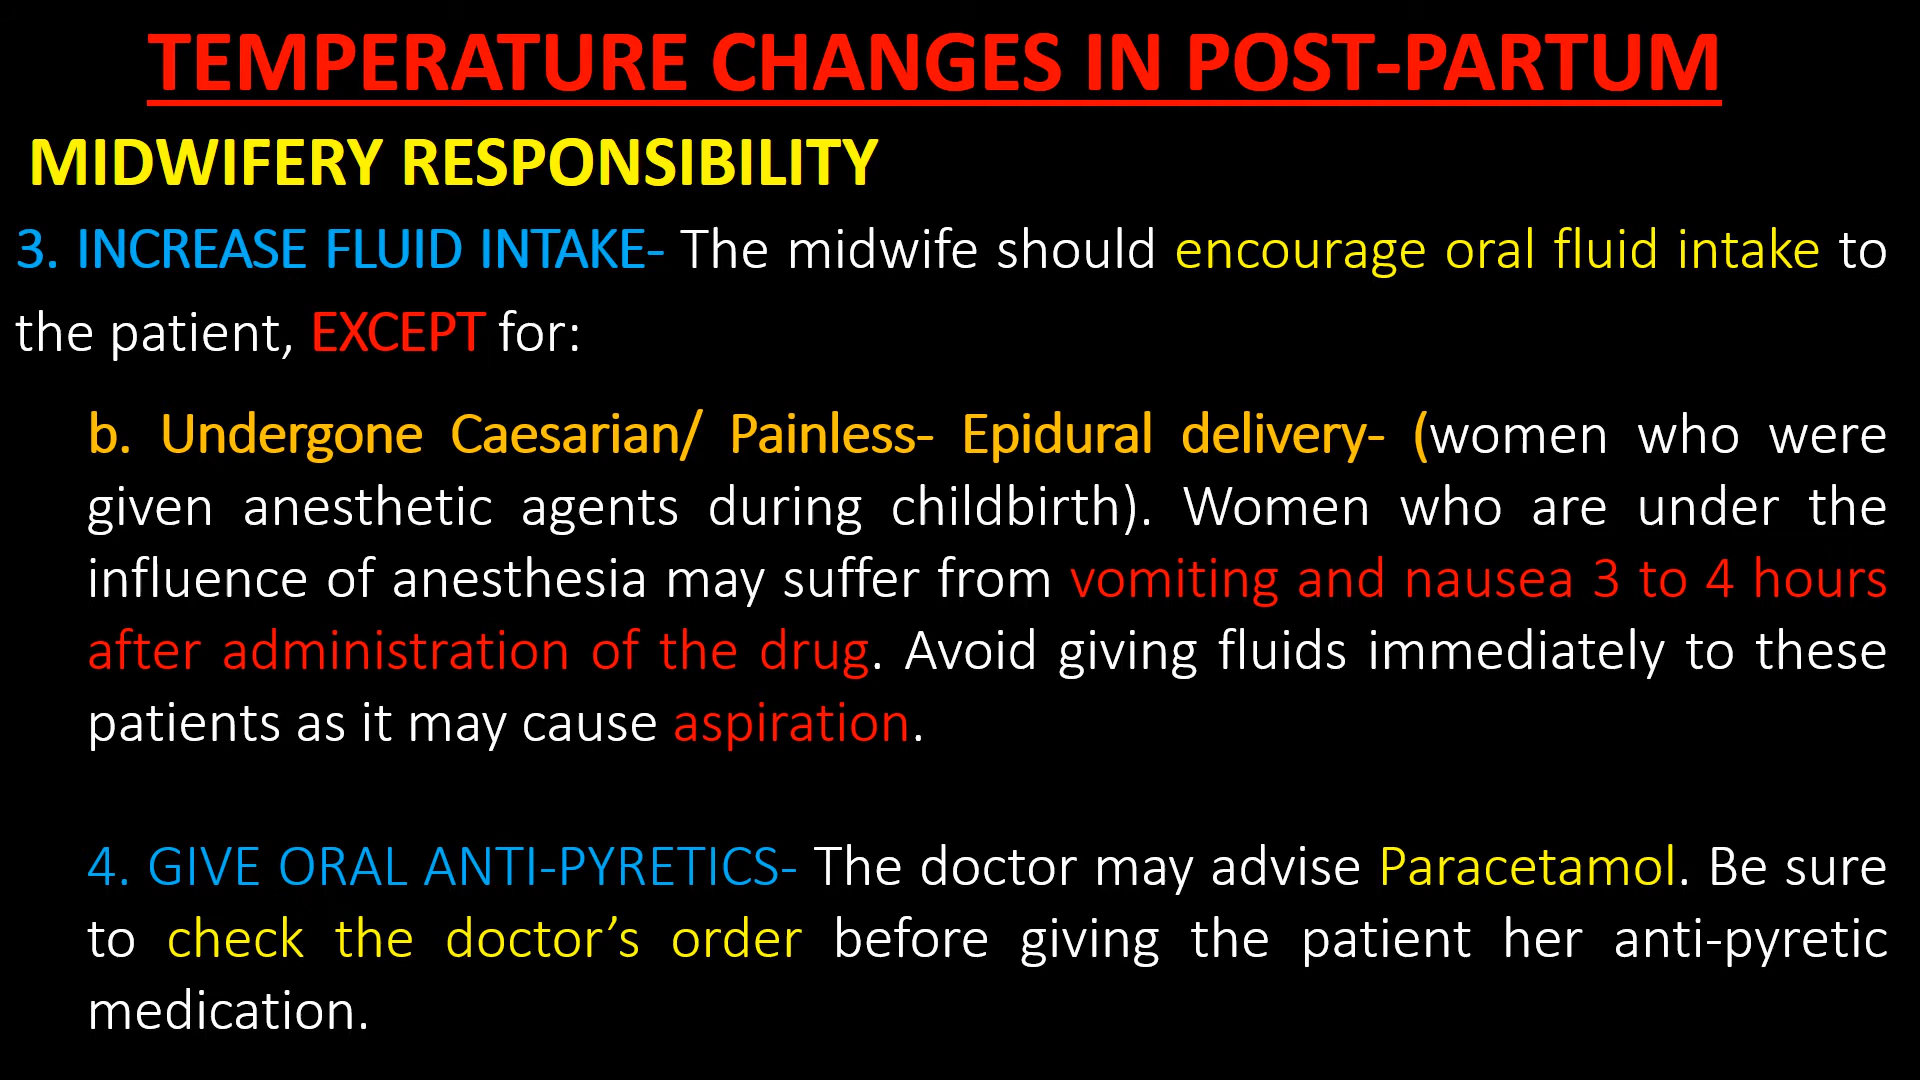 TEMPERATURE CHANGES IN POST-PARTUM
MIDWIFERY RESPONSIBILITY
3. INCREASE FLUID INTAKE- The midwife should encourage oral fluid intake to
the patient, EXCEPT for:
b. Undergone Caesarian/ Painless- Epidural delivery- (women who were
given anesthetic agents during childbirth). Women who are under the
influence of anesthesia may suffer from vomiting and nausea 3 to 4 hours
after administration of the drug. Avoid giving fluids immediately to these
patients as it may cause aspiration.
4. GIVE ORAL ANTI-PYRETICS- The doctor may advise Paracetamol. Be sure
to check the doctor’s order before giving the patient her anti-pyretic
medication.